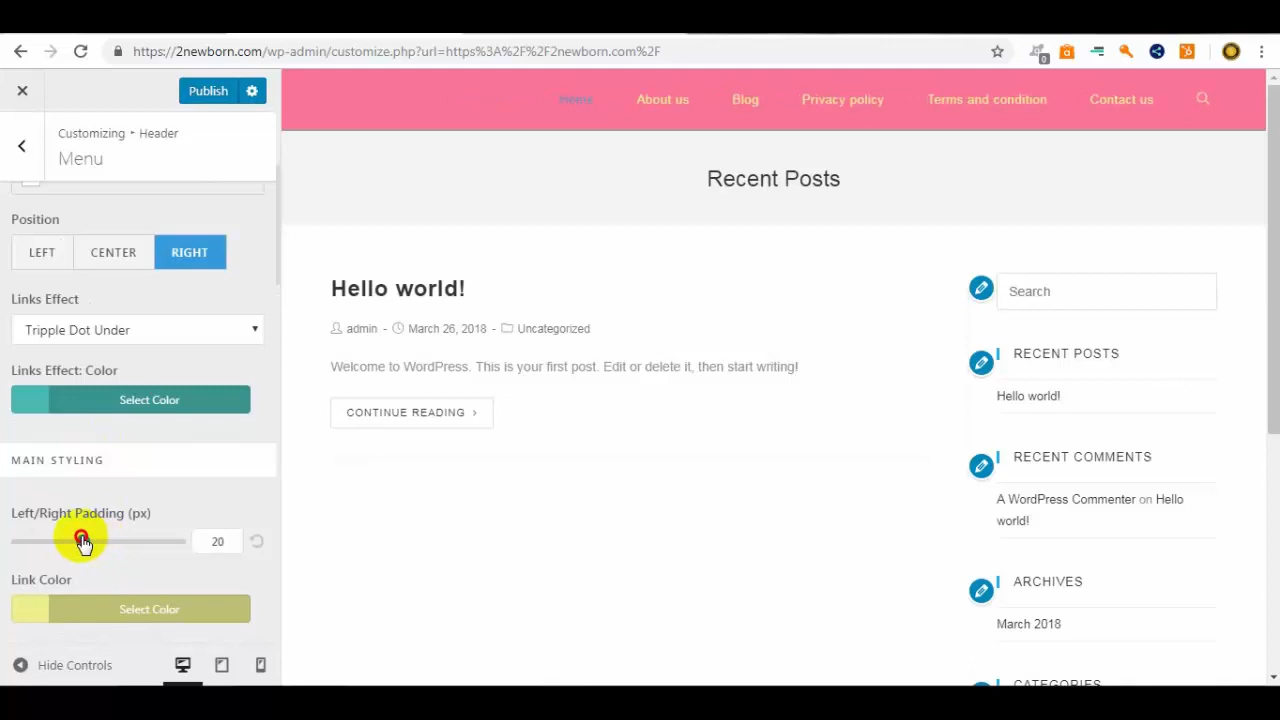 https://2newborn.com/wp-admin/customize.php?url=https%3A%2F%2F2newborn.com%2F
0
Publish
Customizing ▸ Header
Menu
Position
LEFT
CENTER
RIGHT
Links Effect
Tripple Dot Under
Links Effect: Color
Select Color
MAIN STYLING
Left/Right Padding (px)
20
Link Color
Select Color
Hide Controls
Home
About us
Blog
Privacy policy
Terms and condition
Contact us
Recent Posts
Hello world!
admin - March 26, 2018 - Uncategorized
Welcome to WordPress. This is your first post. Edit or delete it, then start writing!
CONTINUE READING >
Search
RECENT POSTS
Hello world!
RECENT COMMENTS
A WordPress Commenter on Hello
world!
ARCHIVES
March 2018
CATEGORIES